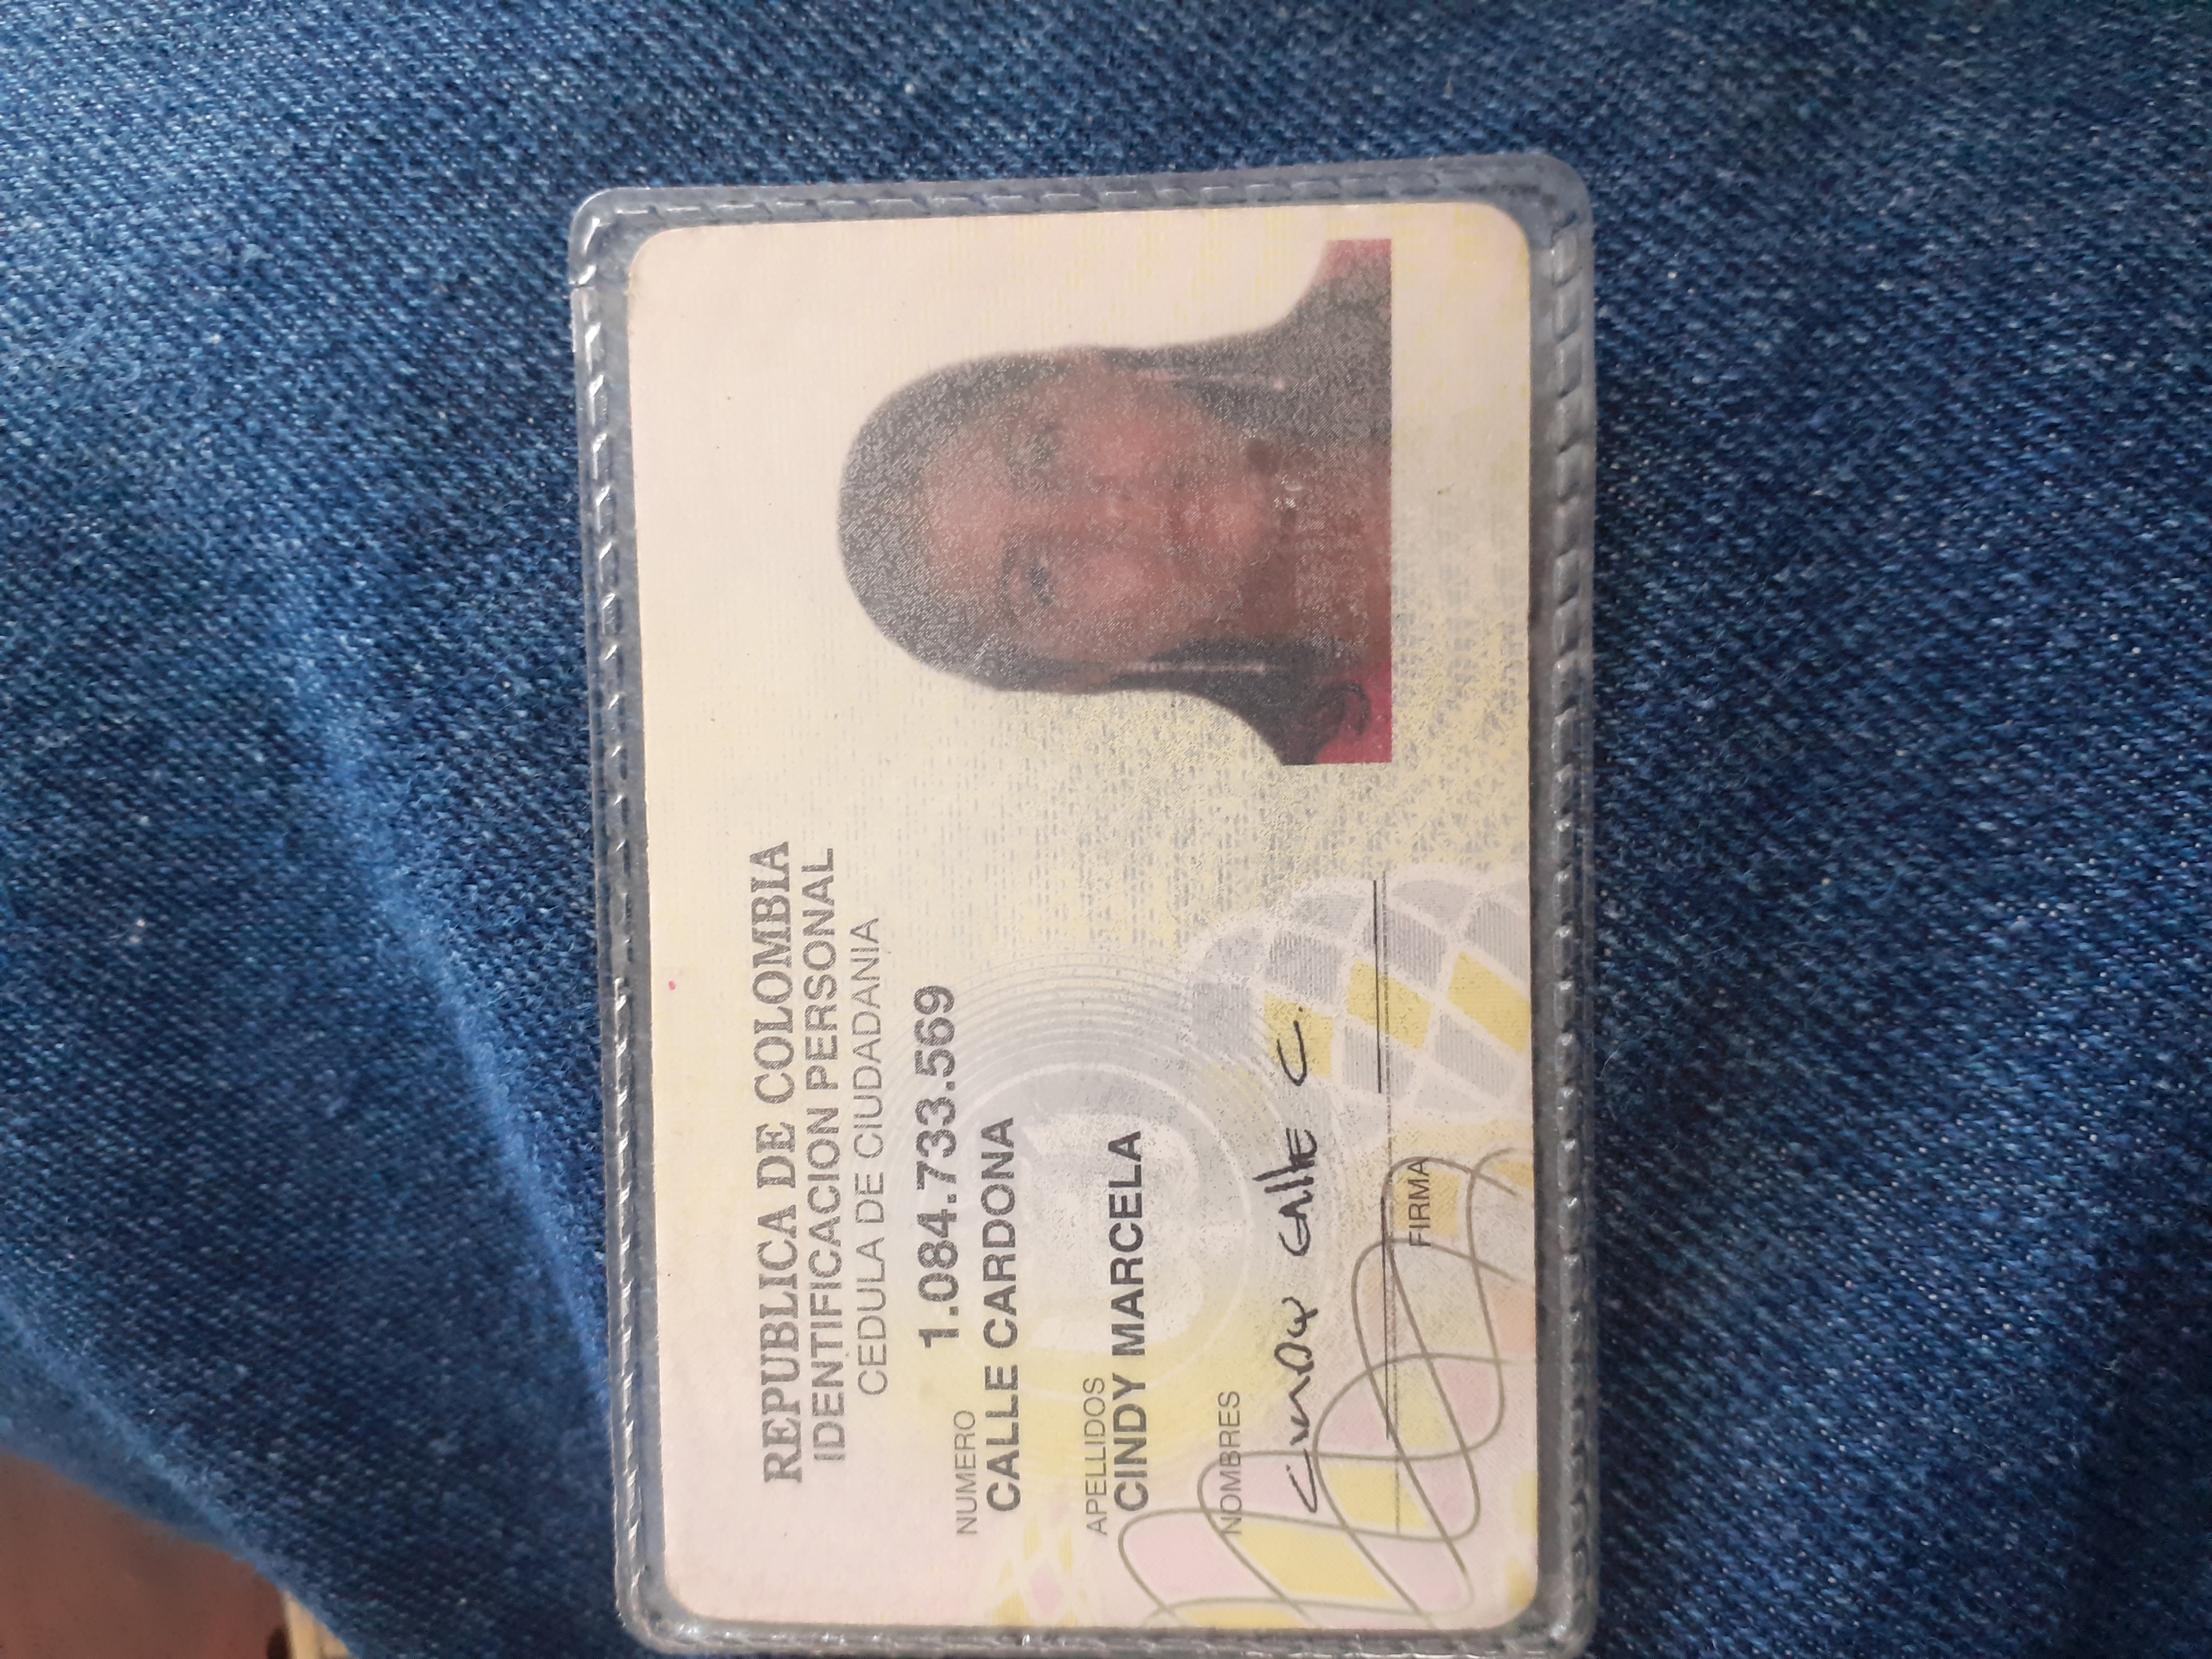 REPUBLICA DE COLOMBIA
IDENTIFICACION PERSONAL
CEDULA DE CIUDADANIA
NUMERO 1.084.733.569
CALLE CARDONA
APELLIDOS
CINDY MARCELA
NOMBRES
CINDY CALLE C.
FIRMA